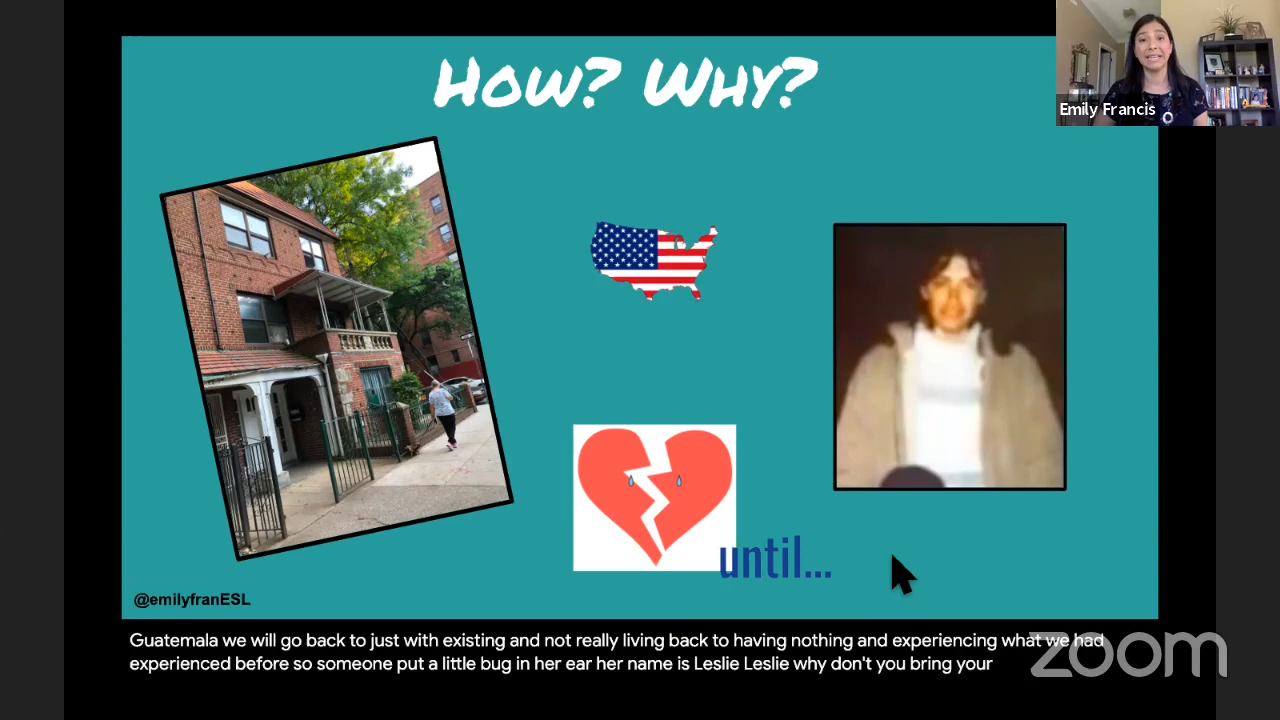 How? Why?
Emily Francis
until...
@emilyfranESL
Guatemala we will go back to just with existing and not really living back to having nothing and experiencing what we had
experienced before so someone put a little bug in her ear her name is Leslie Leslie why don't you bring your
zoom